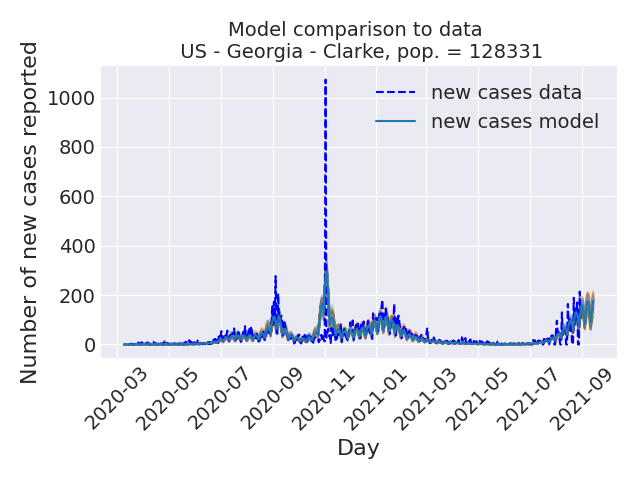 Model comparison to data
US - Georgia - Clarke, pop. = 128331
Number of new cases reported
1000
800
600
400
200
0
new cases data
new cases model
2020-03
2020-05
2020-07
2020-09
2020-11
2021-01
2021-03
2021-05
2021-07
2021-09
Day